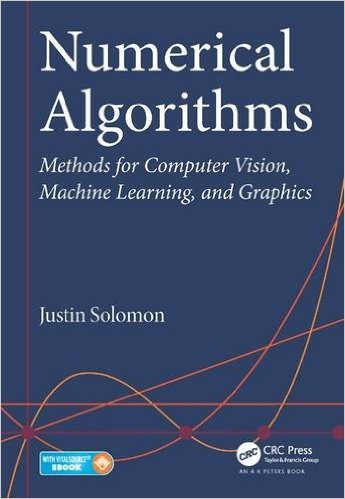 Numerical
Algorithms
Methods for Computer Vision,
Machine Learning, and Graphics
Justin Solomon
WITH VITALSOURCE®
EBOOK
CRC
CRC Press
Taylor & Francis Group
AN A K PETERS BOOK